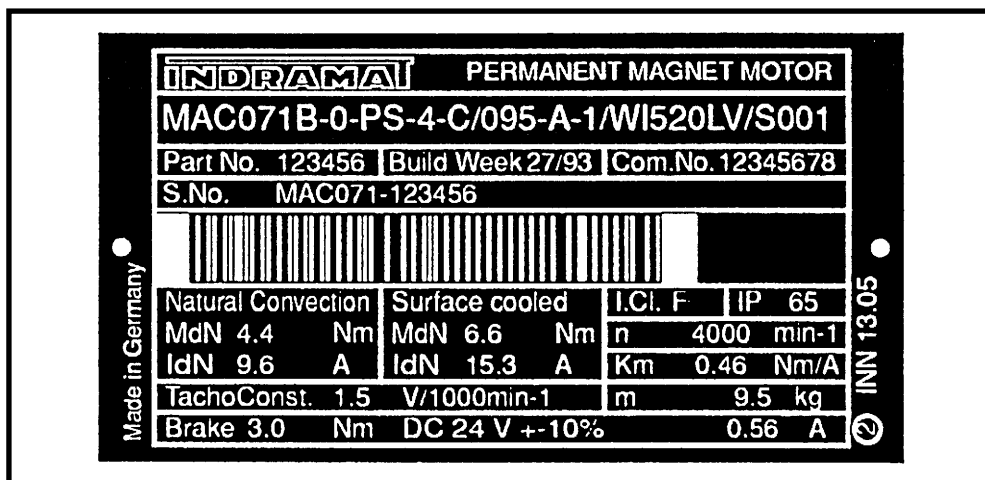 INDRAMAT PERMANENT MAGNET MOTOR
MAC071B-0-PS-4-C/095-A-1/WI520LV/S001
Part No. 123456 Build Week 27/93 Com.No. 12345678
S.No. MAC071-123456
Natural Convection Surface cooled I.Cl. F IP 65
MdN 4.4 Nm MdN 6.6 Nm n 4000 min-1
IdN 9.6 A IdN 15.3 A Km 0.46 Nm/A
TachoConst. 1.5 V/1000min-1 m 9.5 kg
Brake 3.0 Nm DC 24 V +-10% 0.56 A
Made in Germany
② INN 13.05